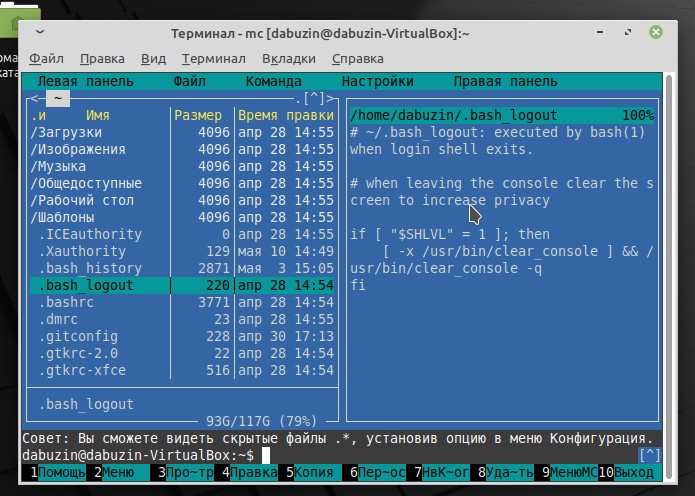 Терминал - mc [dabuzin@dabuzin-VirtualBox]:~
Файл Правка Вид Терминал Вкладки Справка
Левая панель Файл Команда Настройки Правая панель
<─ ~ .[^]>
.и Имя Размер Время правки
/Загрузки 4096 апр 28 14:55
/Изображения 4096 апр 28 14:55
/Музыка 4096 апр 28 14:55
/Общедоступные 4096 апр 28 14:55
/Рабочий стол 4096 апр 28 14:55
/Шаблоны 4096 апр 28 14:55
.ICEauthority 0 апр 28 14:55
.Xauthority 129 мая 10 14:49
.bash_history 2871 мая 3 15:05
.bash_logout 220 апр 28 14:54
.bashrc 3771 апр 28 14:54
.dmrc 23 апр 28 14:55
.gitconfig 228 апр 30 17:13
.gtkrc-2.0 22 апр 28 14:54
.gtkrc-xfce 516 апр 28 14:54
.bash_logout
93G/117G (79%)
/home/dabuzin/.bash_logout 100%
# ~/.bash_logout: executed by bash(1)
when login shell exits.
# when leaving the console clear the s
creen to increase privacy
if [ "$SHLVL" = 1 ]; then
[ -x /usr/bin/clear_console ] && /
usr/bin/clear_console -q
fi
Совет: Вы сможете видеть скрытые файлы .*, установив опцию в меню Конфигурация.
dabuzin@dabuzin-VirtualBox:~$ [^]
1Помощь 2Меню 3Про~тр 4Правка 5Копия 6Пер~ос 7НвК~ог 8Уда~ть 9МенюMC 10Выход